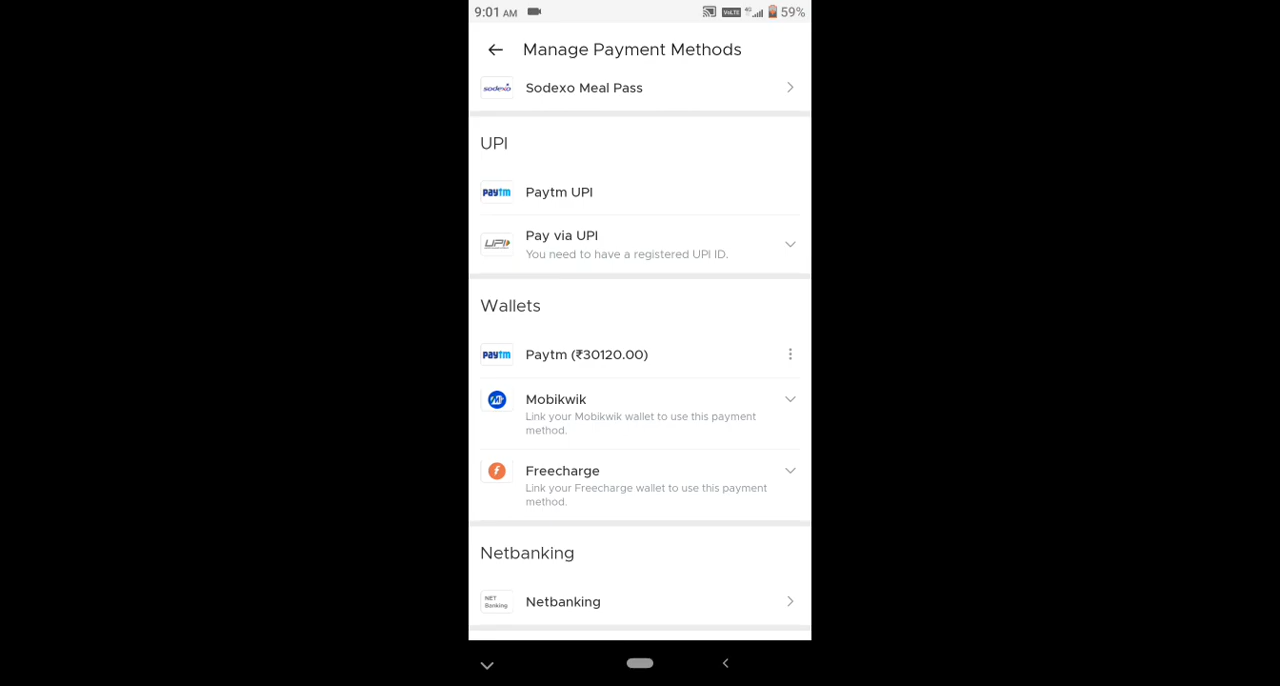 9:01 AM VoLTE 4G 59%
Manage Payment Methods
sodexo Sodexo Meal Pass
UPI
paytm Paytm UPI
UPI Pay via UPI
You need to have a registered UPI ID.
Wallets
paytm Paytm (₹30120.00)
Mobikwik
Link your Mobikwik wallet to use this payment
method.
Freecharge
Link your Freecharge wallet to use this payment
method.
Netbanking
NET
Banking Netbanking